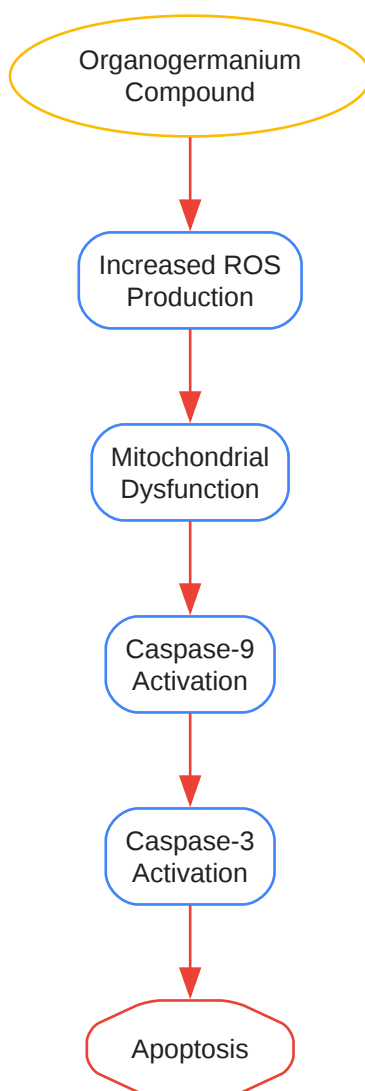 Organogermanium
Compound
Increased ROS
Production
Mitochondrial
Dysfunction
Caspase-9
Activation
Caspase-3
Activation
Apoptosis